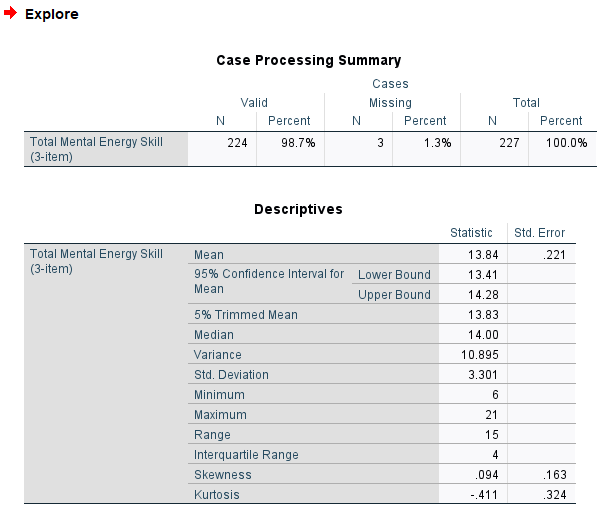 Explore
Case Processing Summary
Cases
Valid Missing Total
N Percent N Percent N Percent
Total Mental Energy Skill (3-item) 224 98.7% 3 1.3% 227 100.0%
Descriptives
Statistic Std. Error
Total Mental Energy Skill (3-item) Mean 13.84 .221
95% Confidence Interval for Mean Lower Bound 13.41
Upper Bound 14.28
5% Trimmed Mean 13.83
Median 14.00
Variance 10.895
Std. Deviation 3.301
Minimum 6
Maximum 21
Range 15
Interquartile Range 4
Skewness .094 .163
Kurtosis -.411 .324